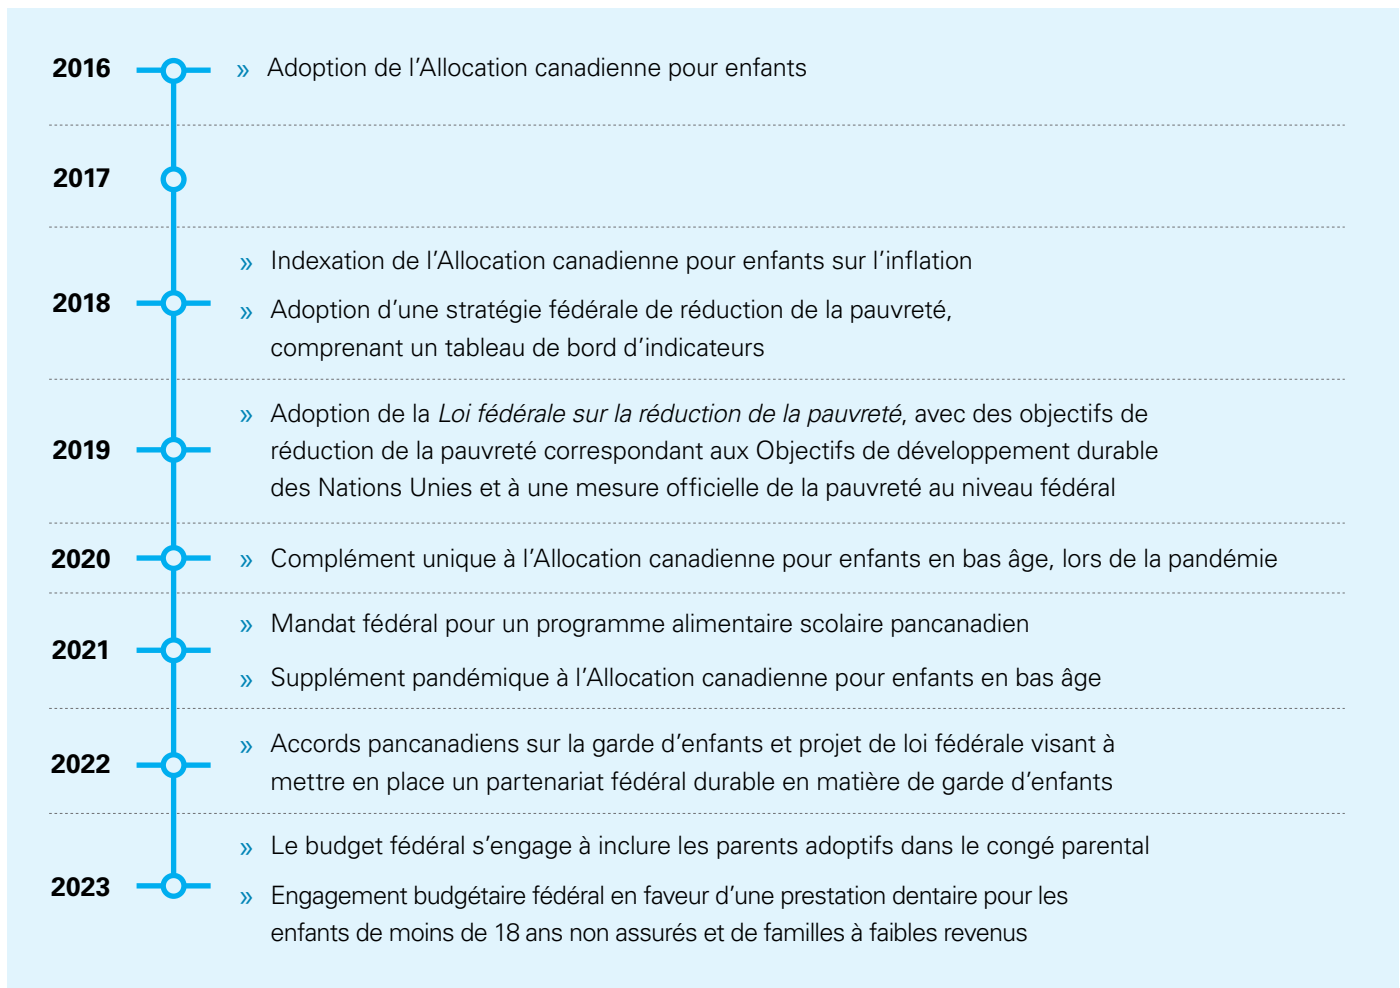 2016 » Adoption de l’Allocation canadienne pour enfants
2017
» Indexation de l’Allocation canadienne pour enfants sur l’inflation
2018 » Adoption d’une stratégie fédérale de réduction de la pauvreté,
comprenant un tableau de bord d’indicateurs
» Adoption de la Loi fédérale sur la réduction de la pauvreté, avec des objectifs de
2019 réduction de la pauvreté correspondant aux Objectifs de développement durable
des Nations Unies et à une mesure officielle de la pauvreté au niveau fédéral
2020 » Complément unique à l’Allocation canadienne pour enfants en bas âge, lors de la pandémie
» Mandat fédéral pour un programme alimentaire scolaire pancanadien
2021
» Supplément pandémique à l’Allocation canadienne pour enfants en bas âge
» Accords pancanadiens sur la garde d’enfants et projet de loi fédérale visant à
2022
mettre en place un partenariat fédéral durable en matière de garde d’enfants
» Le budget fédéral s’engage à inclure les parents adoptifs dans le congé parental
2023 » Engagement budgétaire fédéral en faveur d’une prestation dentaire pour les
enfants de moins de 18 ans non assurés et de familles à faibles revenus